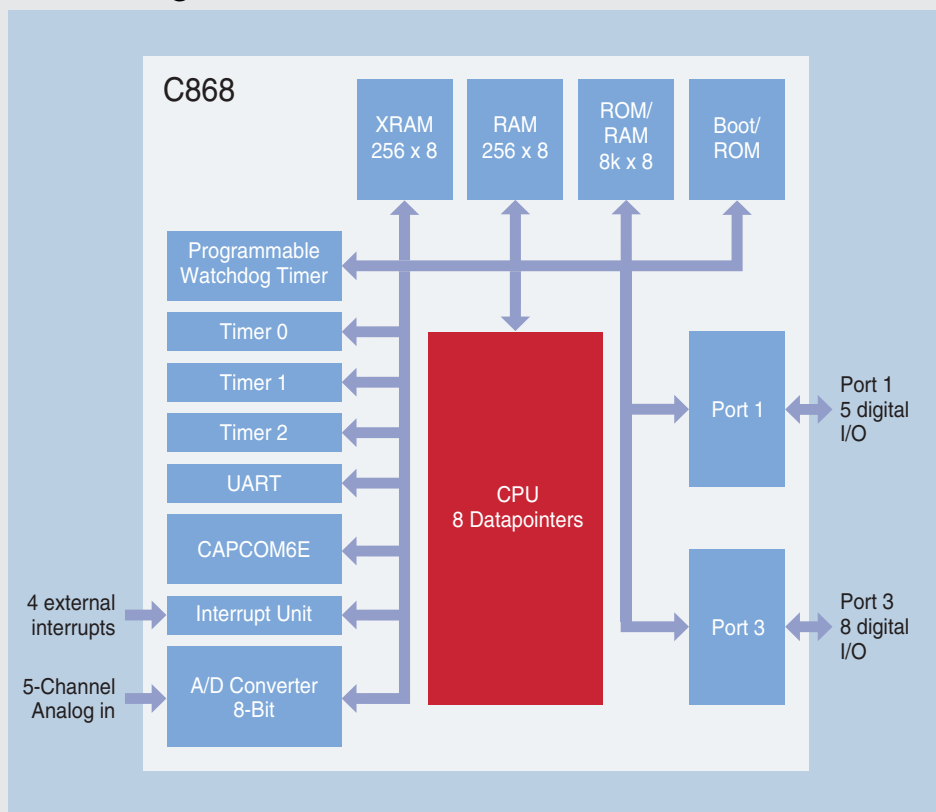 C868
XRAM
256 x 8
RAM
256 x 8
ROM/
RAM
8k x 8
Boot/
ROM
Programmable
Watchdog Timer
Timer 0
Timer 1
Timer 2
UART
CAPCOM6E
Interrupt Unit
A/D Converter
8-Bit
4 external
interrupts
5-Channel
Analog in
CPU
8 Datapointers
Port 1
Port 3
Port 1
5 digital
I/O
Port 3
8 digital
I/O